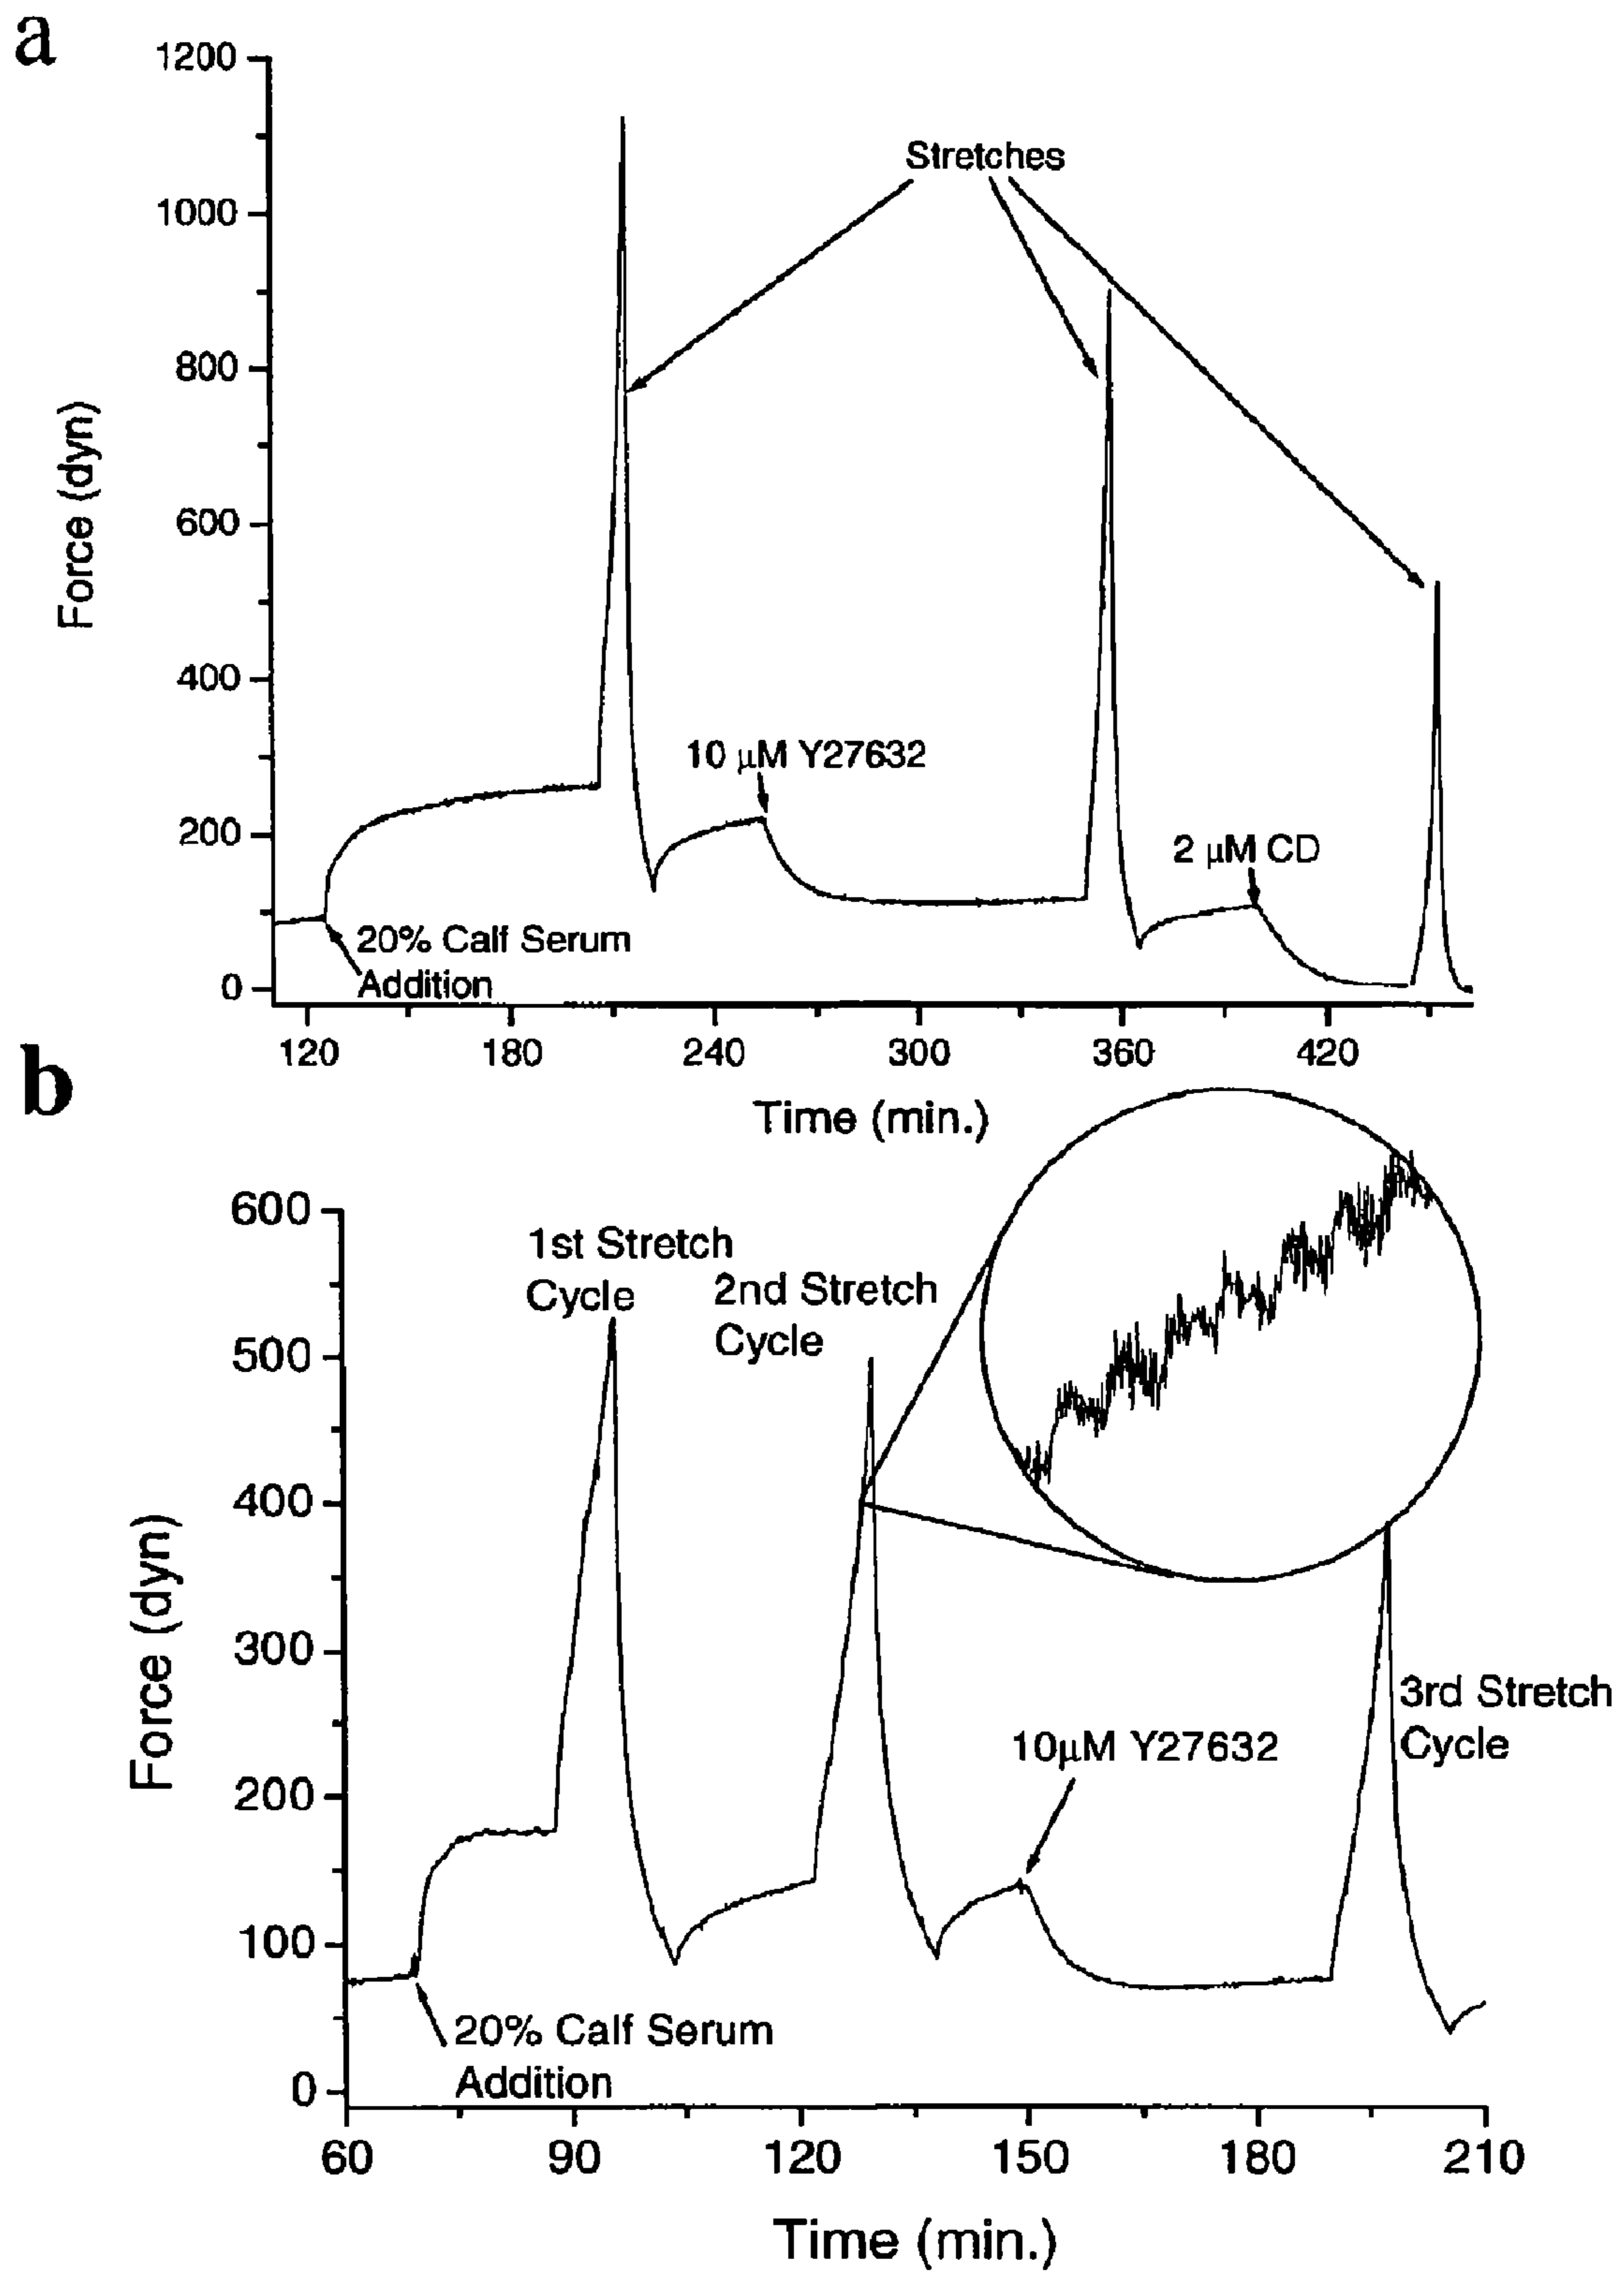 a
1200
1000
800
600
400
200
0
Force (dyn)
Stretches
10 μM Y27632
2 μM CD
20% Calf Serum
Addition
120 180 240 300 360 420
Time (min.)
b
600
500
400
300
200
100
0
Force (dyn)
1st Stretch
Cycle
2nd Stretch
Cycle
3rd Stretch
Cycle
10μM Y27632
20% Calf Serum
Addition
60 90 120 150 180 210
Time (min.)